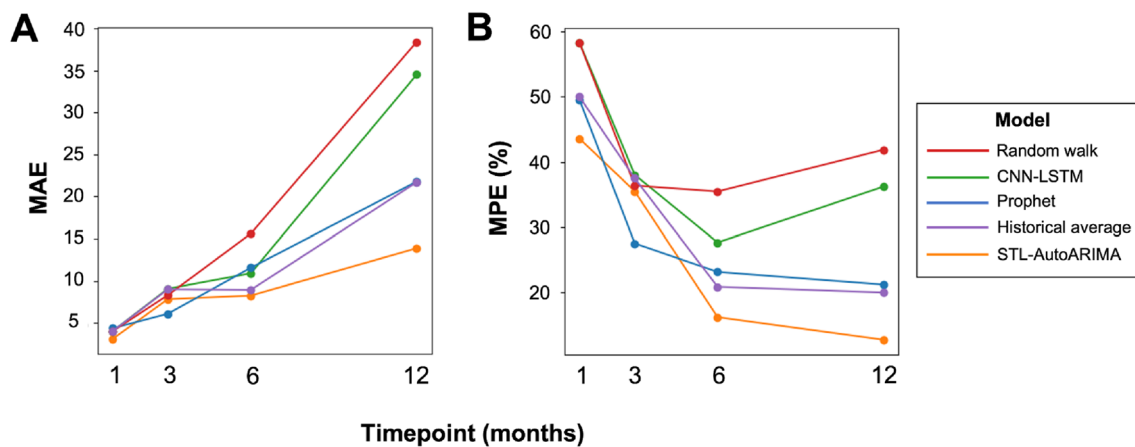 A
MAE
40
35
30
25
20
15
10
5
1 3 6 12
B
MPE (%)
60
50
40
30
20
1 3 6 12
Timepoint (months)
Model
Random walk
CNN-LSTM
Prophet
Historical average
STL-AutoARIMA